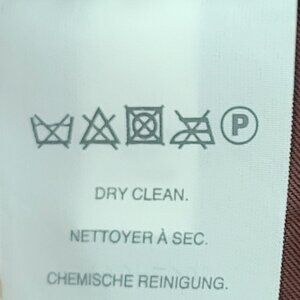 P
DRY CLEAN.
NETTOYER À SEC.
CHEMISCHE REINIGUNG.